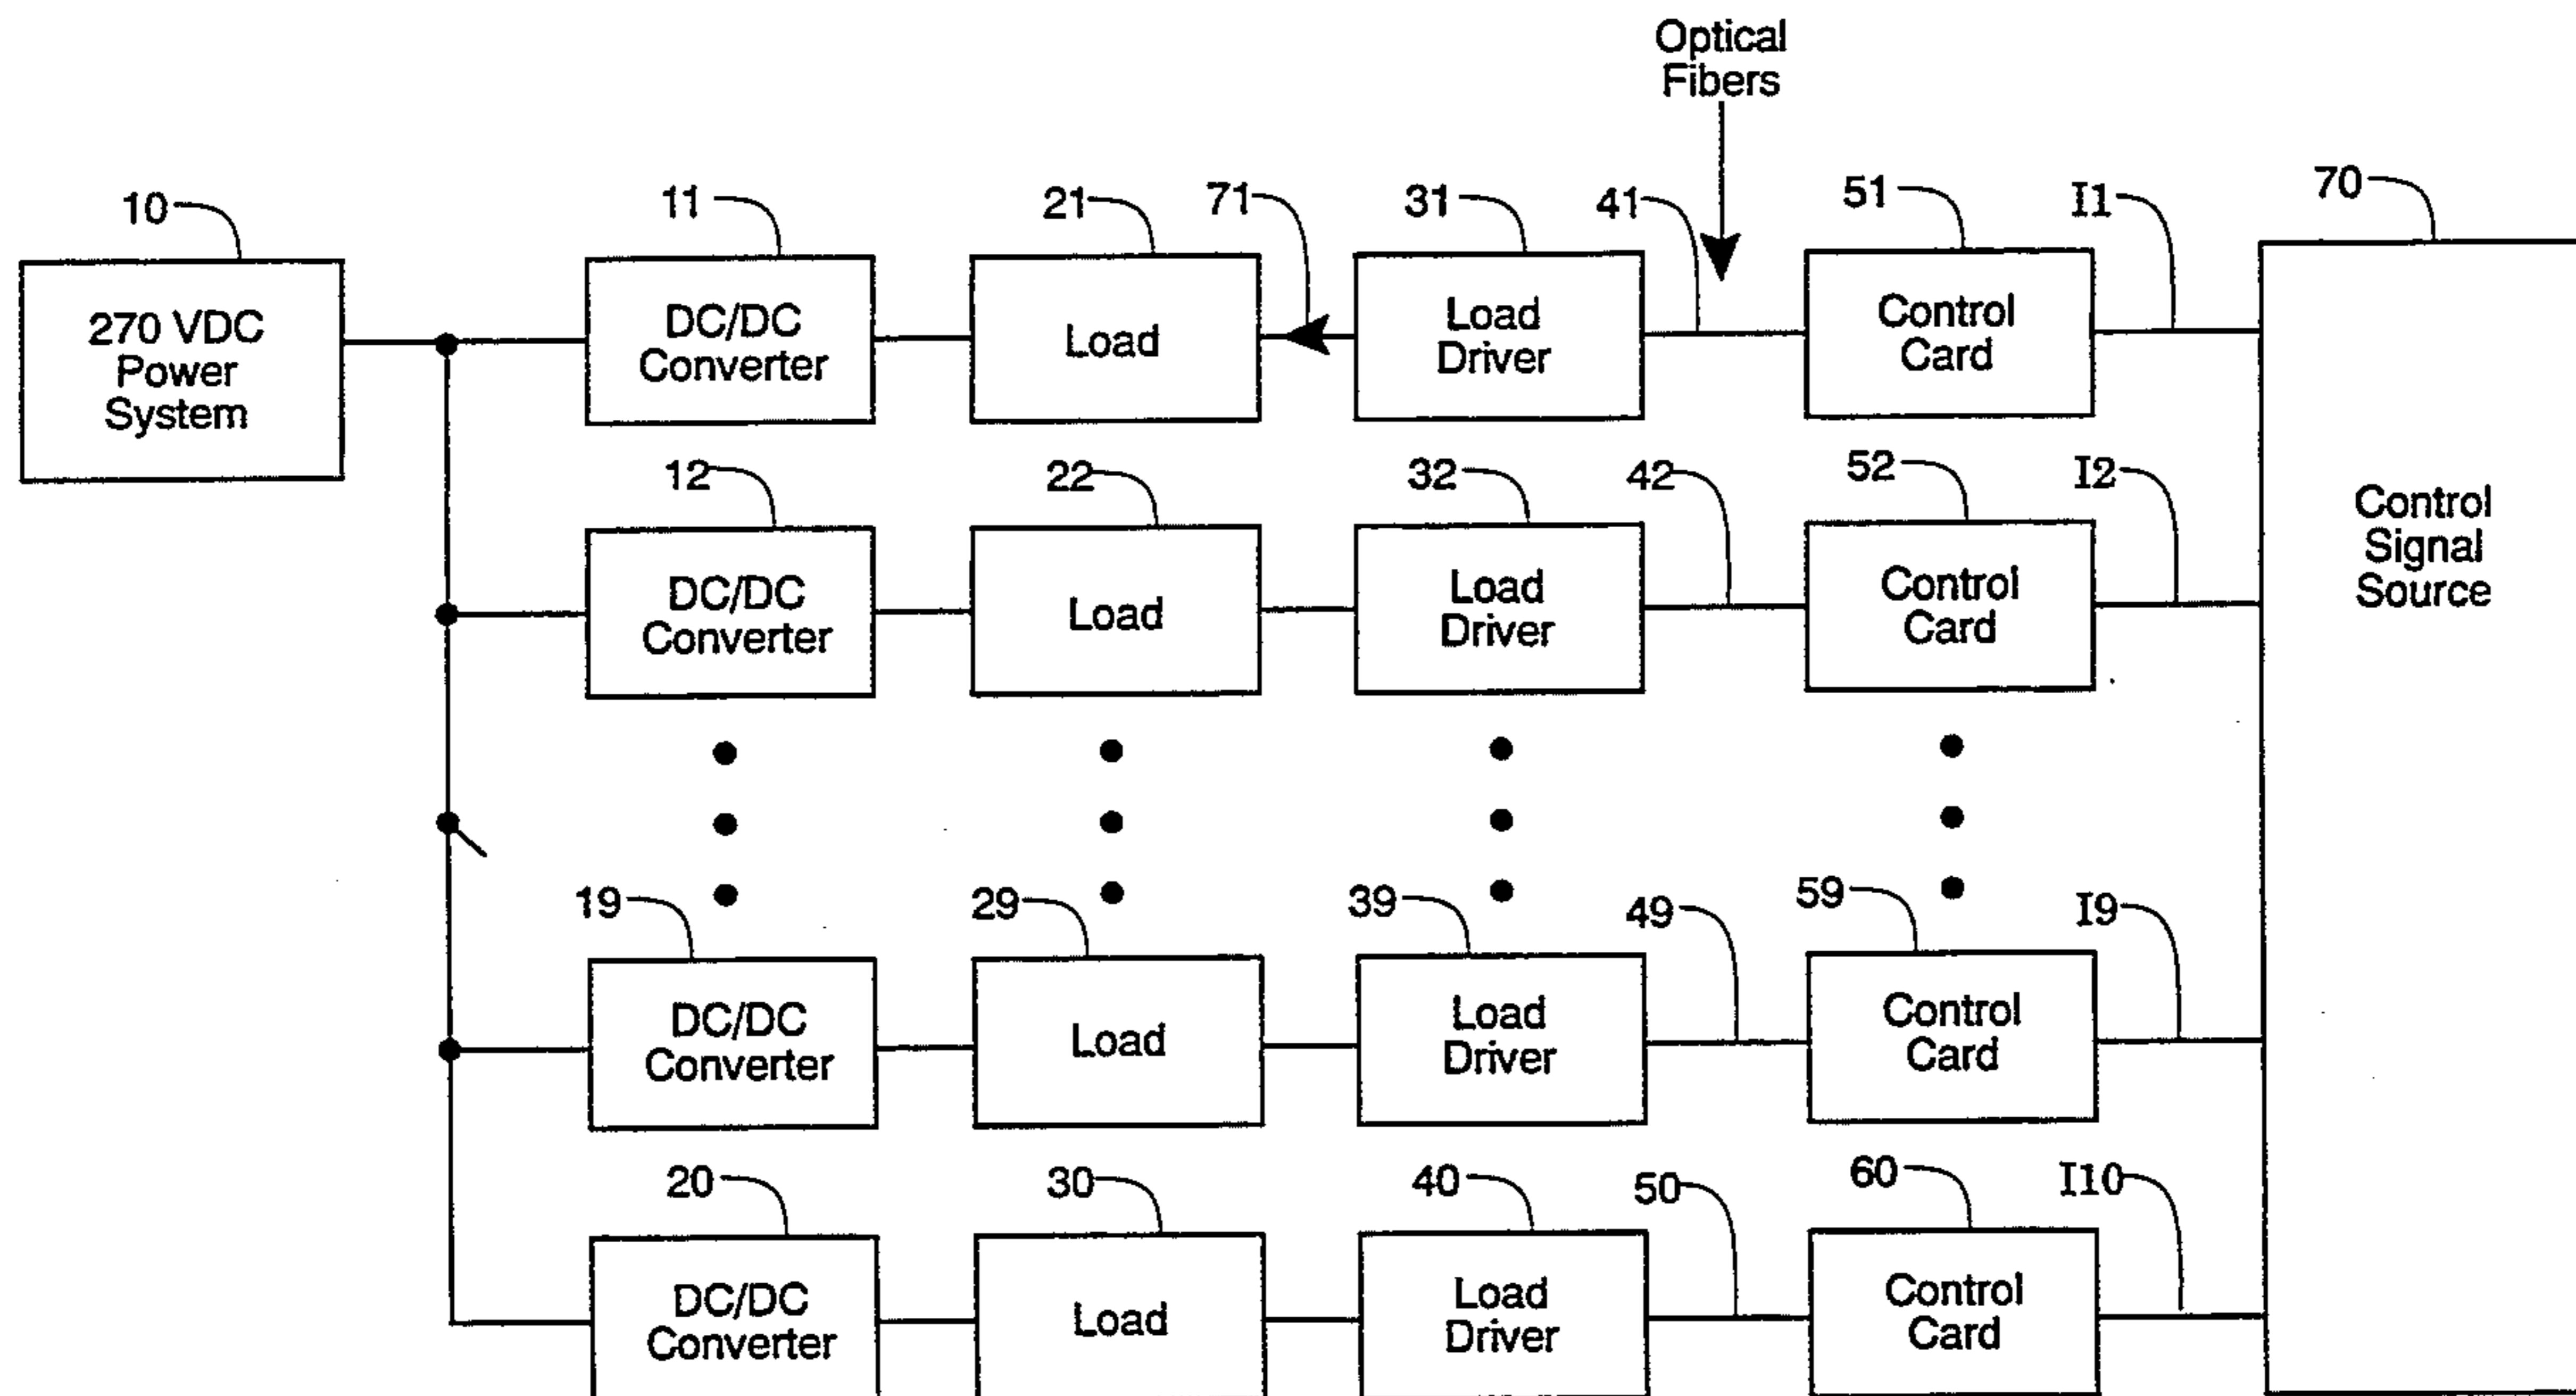 Optical
Fibers
10
11
21
71
31
41
51
I1
70
270 VDC
Power
System
DC/DC
Converter
Load
Load
Driver
Control
Card
12
22
32
42
52
I2
Control
Signal
Source
DC/DC
Converter
Load
Load
Driver
Control
Card
19
29
39
49
59
I9
DC/DC
Converter
Load
Load
Driver
Control
Card
20
30
40
50
60
I10
DC/DC
Converter
Load
Load
Driver
Control
Card